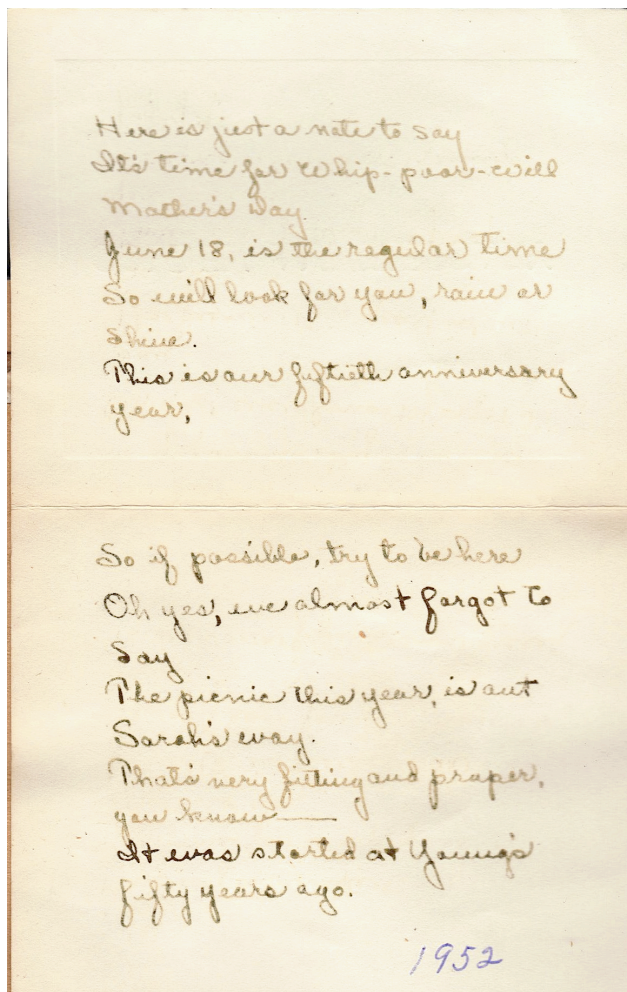 Here is just a note to say
It's time for Whip-poor-will
Mother's Day
June 18, is the regular time
So will look for you, rain or
shine.
This is our fiftieth anniversary
year,
So if possible, try to be here
Oh yes, we almost forgot to
say
The picnic this year, is out
Sarah's way.
That's very fitting and proper,
you know——
It was started at Young's
fifty years ago.
1952